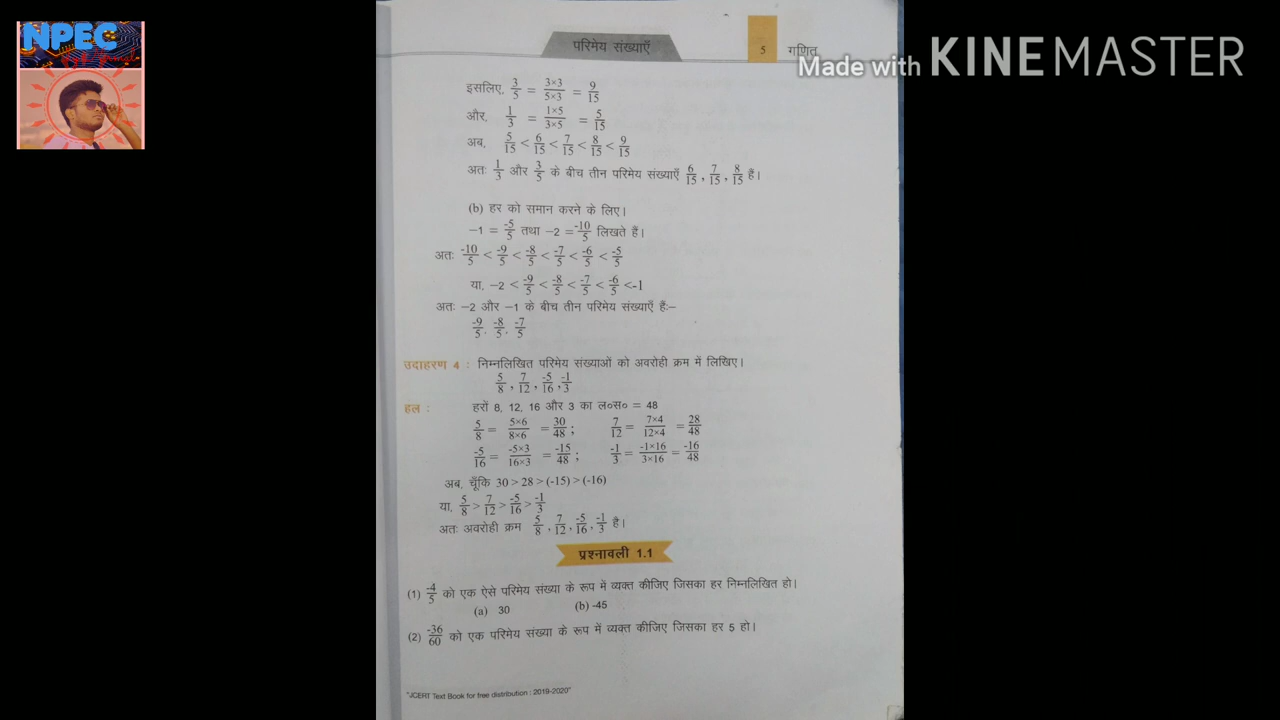 NPEC
परिमेय संख्याएँ
5 गणित
Made with KINEMASTER
इसलिए, 3/5 = 3×3/5×3 = 9/15
और, 1/3 = 1×5/3×5 = 5/15
अब, 5/15 < 6/15 < 7/15 < 8/15 < 9/15
अतः 1/3 और 3/5 के बीच तीन परिमेय संख्याएँ 6/15, 7/15, 8/15 हैं।
(b) हर को समान करने के लिए।
−1 = -5/5 तथा −2 = -10/5 लिखते हैं।
अतः -10/5 < -9/5 < -8/5 < -7/5 < -6/5 < -5/5
या, −2 < -9/5 < -8/5 < -7/5 < -6/5 < -1
अतः −2 और −1 के बीच तीन परिमेय संख्याएँ हैं:−
-9/5, -8/5, -7/5
उदाहरण 4 : निम्नलिखित परिमेय संख्याओं को अवरोही क्रम में लिखिए।
5/8, 7/12, -5/16, -1/3
हल : हरों 8, 12, 16 और 3 का ल०स० = 48
5/8 = 5×6/8×6 = 30/48 ; 7/12 = 7×4/12×4 = 28/48
-5/16 = -5×3/16×3 = -15/48 ; -1/3 = -1×16/3×16 = -16/48
अब, चूँकि 30 > 28 > (-15) > (-16)
या, 5/8 > 7/12 > -5/16 > -1/3
अतः अवरोही क्रम 5/8, 7/12, -5/16, -1/3 है।
प्रश्नावली 1.1
(1) -4/5 को एक ऐसे परिमेय संख्या के रूप में व्यक्त कीजिए जिसका हर निम्नलिखित हो।
(a) 30 (b) -45
(2) -36/60 को एक परिमेय संख्या के रूप में व्यक्त कीजिए जिसका हर 5 हो।
"JCERT Text Book for free distribution : 2019-2020"